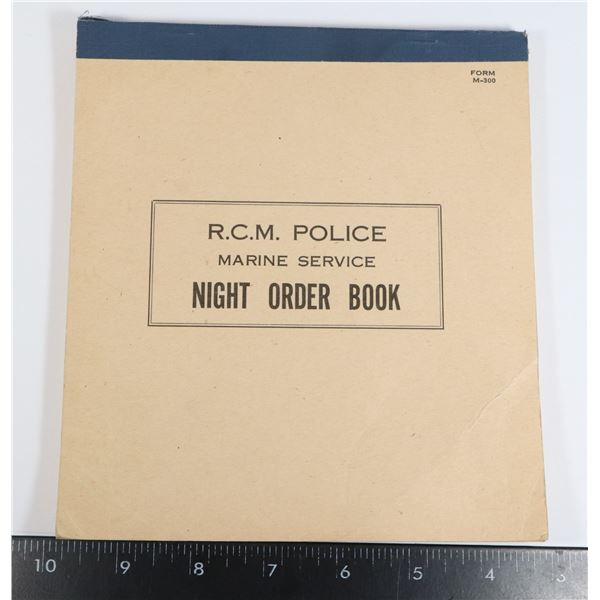 FORM
M-300
R.C.M. POLICE
MARINE SERVICE
NIGHT ORDER BOOK
10 9 8 7 6 5 4 3